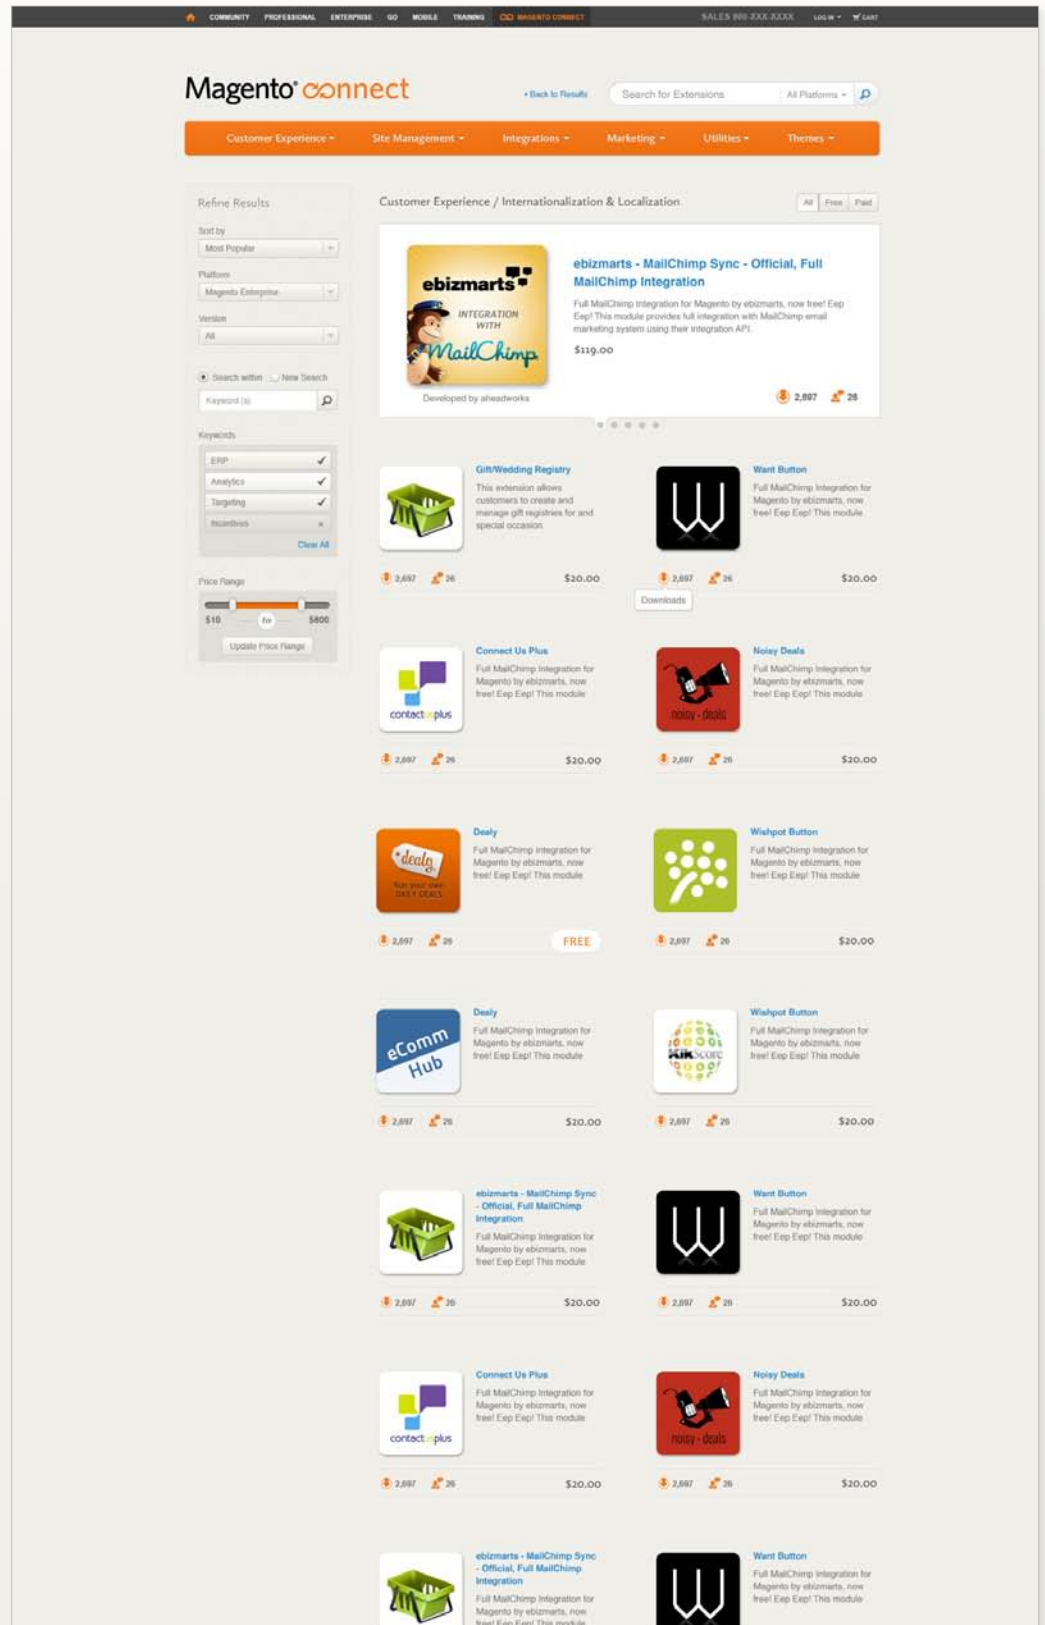 COMMUNITY PROFESSIONAL ENTERPRISE GO MOBILE TRAINING MAGENTO CONNECT SALES 800-XXX-XXXX LOG IN CART
Magento connect
Back to Results Search for Extensions All Platforms
Customer Experience Site Management Integrations Marketing Utilities Themes
Refine Results
Sort by
Most Popular
Platform
Magento Enterprise
Version
All
Search within New Search
Keyword (s)
Keywords
ERP
Analytics
Targeting
Incentives
Clear All
Price Range
$10 to $800
Update Price Range
Customer Experience / Internationalization & Localization All Free Paid
ebizmarts
INTEGRATION
WITH
MailChimp
Developed by aheadworks
ebizmarts - MailChimp Sync - Official, Full
MailChimp Integration
Full MailChimp Integration for Magento by ebizmarts, now free! Eep
Eep! This module provides full integration with MailChimp email
marketing system using their integration API.
$119.00
2,697 26
Gift/Wedding Registry
This extension allows
customers to create and
manage gift registries for and
special occasion
2,697 26 $20.00
Want Button
Full MailChimp Integration for
Magento by ebizmarts, now
free! Eep Eep! This module
2,697 26 $20.00
Downloads
contactusplus
Connect Us Plus
Full MailChimp Integration for
Magento by ebizmarts, now
free! Eep Eep! This module
2,697 26 $20.00
noisy - deals
Noisy Deals
Full MailChimp Integration for
Magento by ebizmarts, now
free! Eep Eep! This module
2,697 26 $20.00
dealy
Run your own
DAILY DEALS
Dealy
Full MailChimp Integration for
Magento by ebizmarts, now
free! Eep Eep! This module
2,697 26 FREE
Wishpot Button
Full MailChimp Integration for
Magento by ebizmarts, now
free! Eep Eep! This module
2,697 26 $20.00
eComm
Hub
Dealy
Full MailChimp Integration for
Magento by ebizmarts, now
free! Eep Eep! This module
2,697 26 $20.00
KikScore
Wishpot Button
Full MailChimp Integration for
Magento by ebizmarts, now
free! Eep Eep! This module
2,697 26 $20.00
ebizmarts - MailChimp Sync
- Official, Full MailChimp
Integration
Full MailChimp Integration for
Magento by ebizmarts, now
free! Eep Eep! This module
2,697 26 $20.00
Want Button
Full MailChimp Integration for
Magento by ebizmarts, now
free! Eep Eep! This module
2,697 26 $20.00
contactusplus
Connect Us Plus
Full MailChimp Integration for
Magento by ebizmarts, now
free! Eep Eep! This module
2,697 26 $20.00
noisy - deals
Noisy Deals
Full MailChimp Integration for
Magento by ebizmarts, now
free! Eep Eep! This module
2,697 26 $20.00
ebizmarts - MailChimp Sync
- Official, Full MailChimp
Integration
Full MailChimp Integration for
Magento by ebizmarts, now
free! Eep Eep! This module
Want Button
Full MailChimp Integration for
Magento by ebizmarts, now
free! Eep Eep! This module